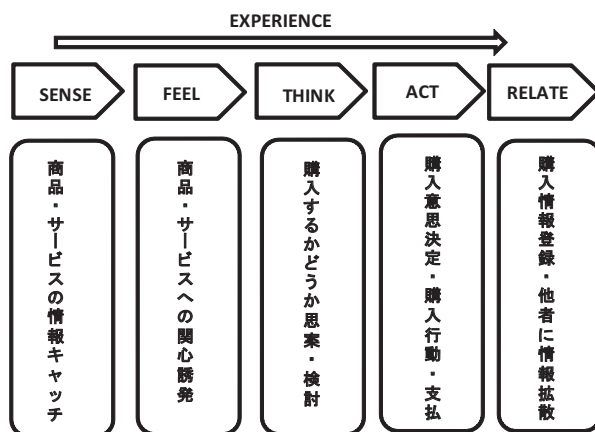 EXPERIENCE
SENSE
FEEL
THINK
ACT
RELATE
商品・サービスの情報キャッチ
商品・サービスへの関心誘発
購入するかどうか思案・検討
購入意思決定・購入行動・支払
購入情報登録・他者に情報拡散